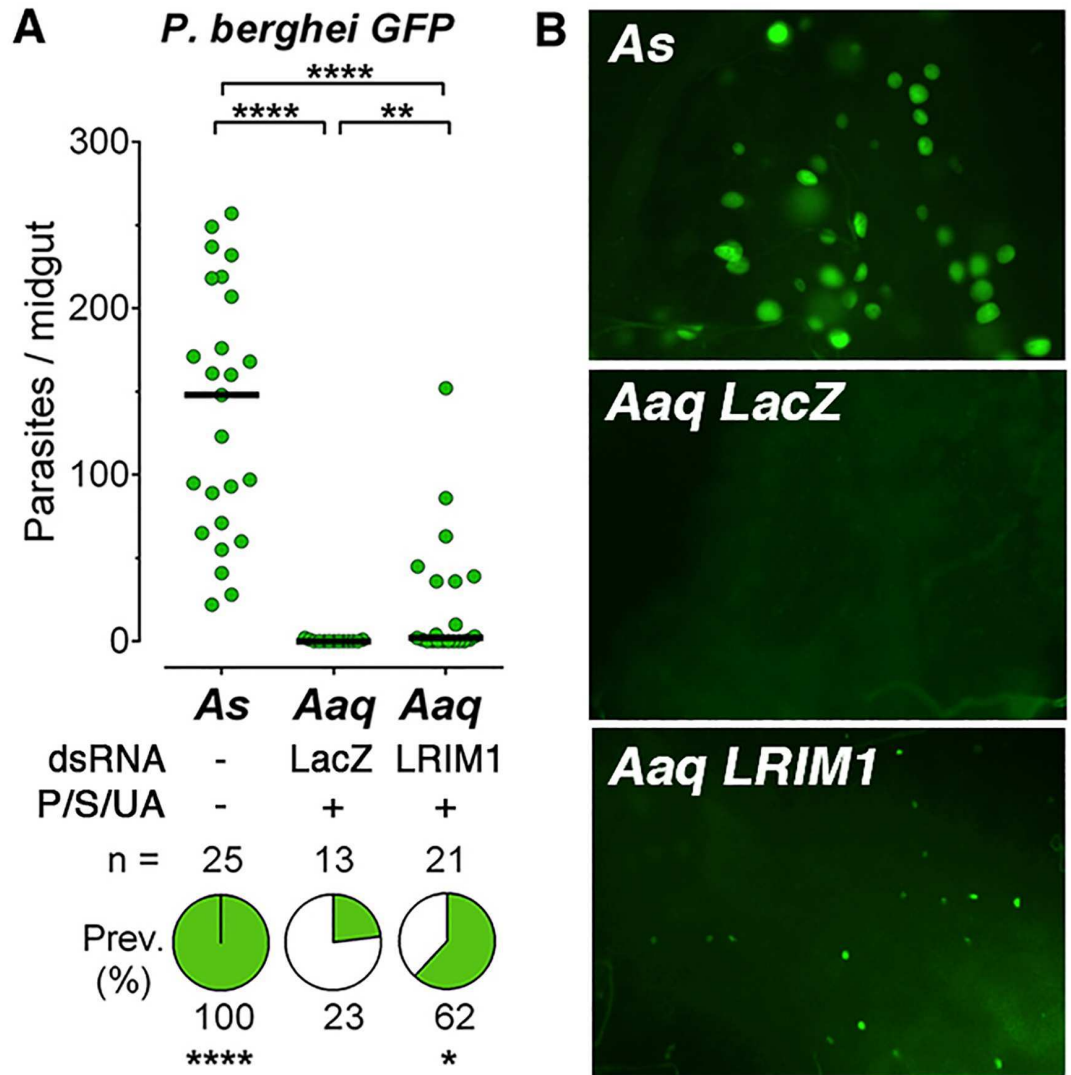 A
P. berghei GFP
****
**** **
Parasites / midgut
300
200
100
0
As Aaq Aaq
dsRNA - LacZ LRIM1
P/S/UA - + +
n = 25 13 21
Prev.
(%)
100 23 62
**** *
B
As
Aaq LacZ
Aaq LRIM1